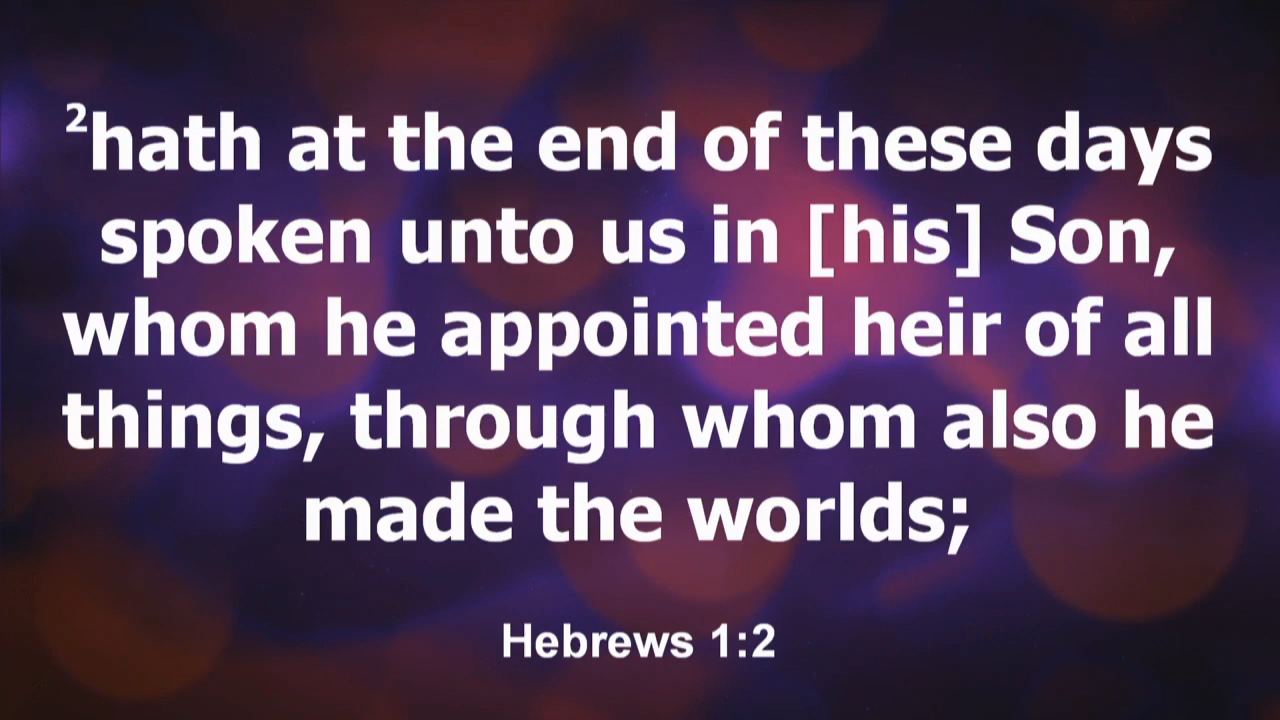 ²hath at the end of these days
spoken unto us in [his] Son,
whom he appointed heir of all
things, through whom also he
made the worlds;
Hebrews 1:2